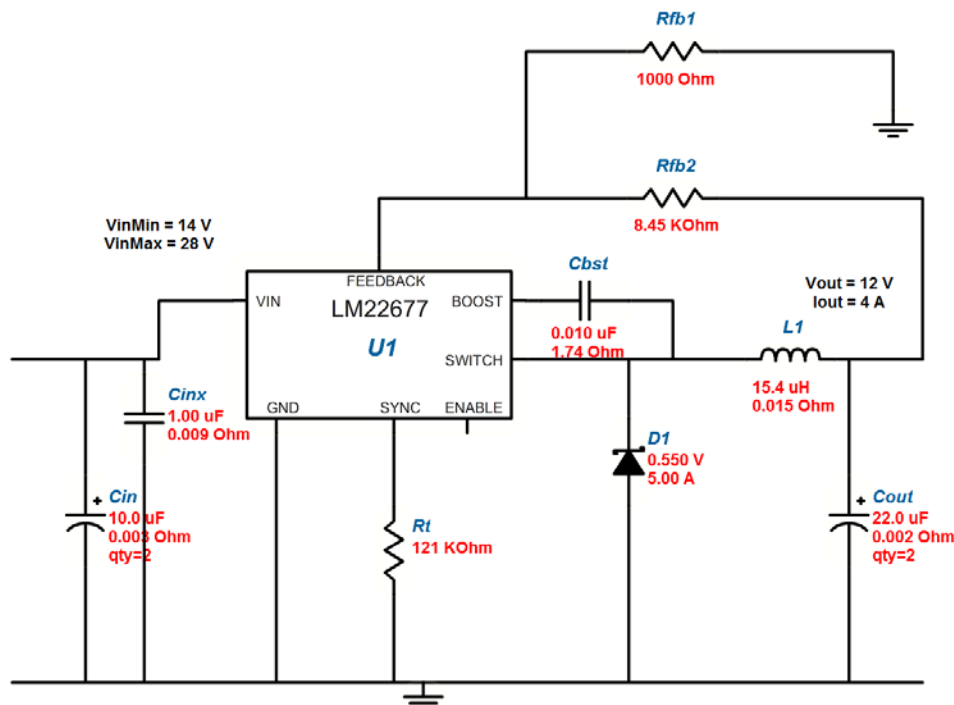 Rfb1
1000 Ohm
Rfb2
8.45 KOhm
VinMin = 14 V
VinMax = 28 V
FEEDBACK
VIN
LM22677
BOOST
U1
SWITCH
GND
SYNC
ENABLE
Cbst
0.010 uF
1.74 Ohm
Vout = 12 V
Iout = 4 A
L1
15.4 uH
0.015 Ohm
Cinx
1.00 uF
0.009 Ohm
+
Cin
10.0 uF
0.003 Ohm
qty=2
Rt
121 KOhm
D1
0.550 V
5.00 A
+
Cout
22.0 uF
0.002 Ohm
qty=2